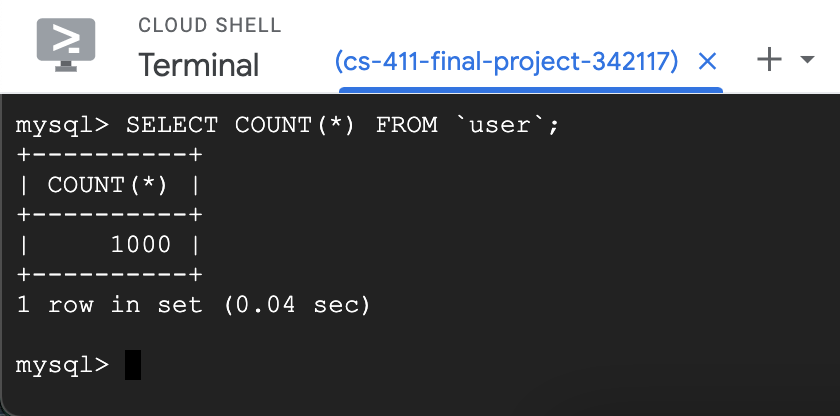 CLOUD SHELL
Terminal
(cs-411-final-project-342117)
mysql> SELECT COUNT(*) FROM `user`;
+----------+
| COUNT(*) |
+----------+
|     1000 |
+----------+
1 row in set (0.04 sec)
mysql>